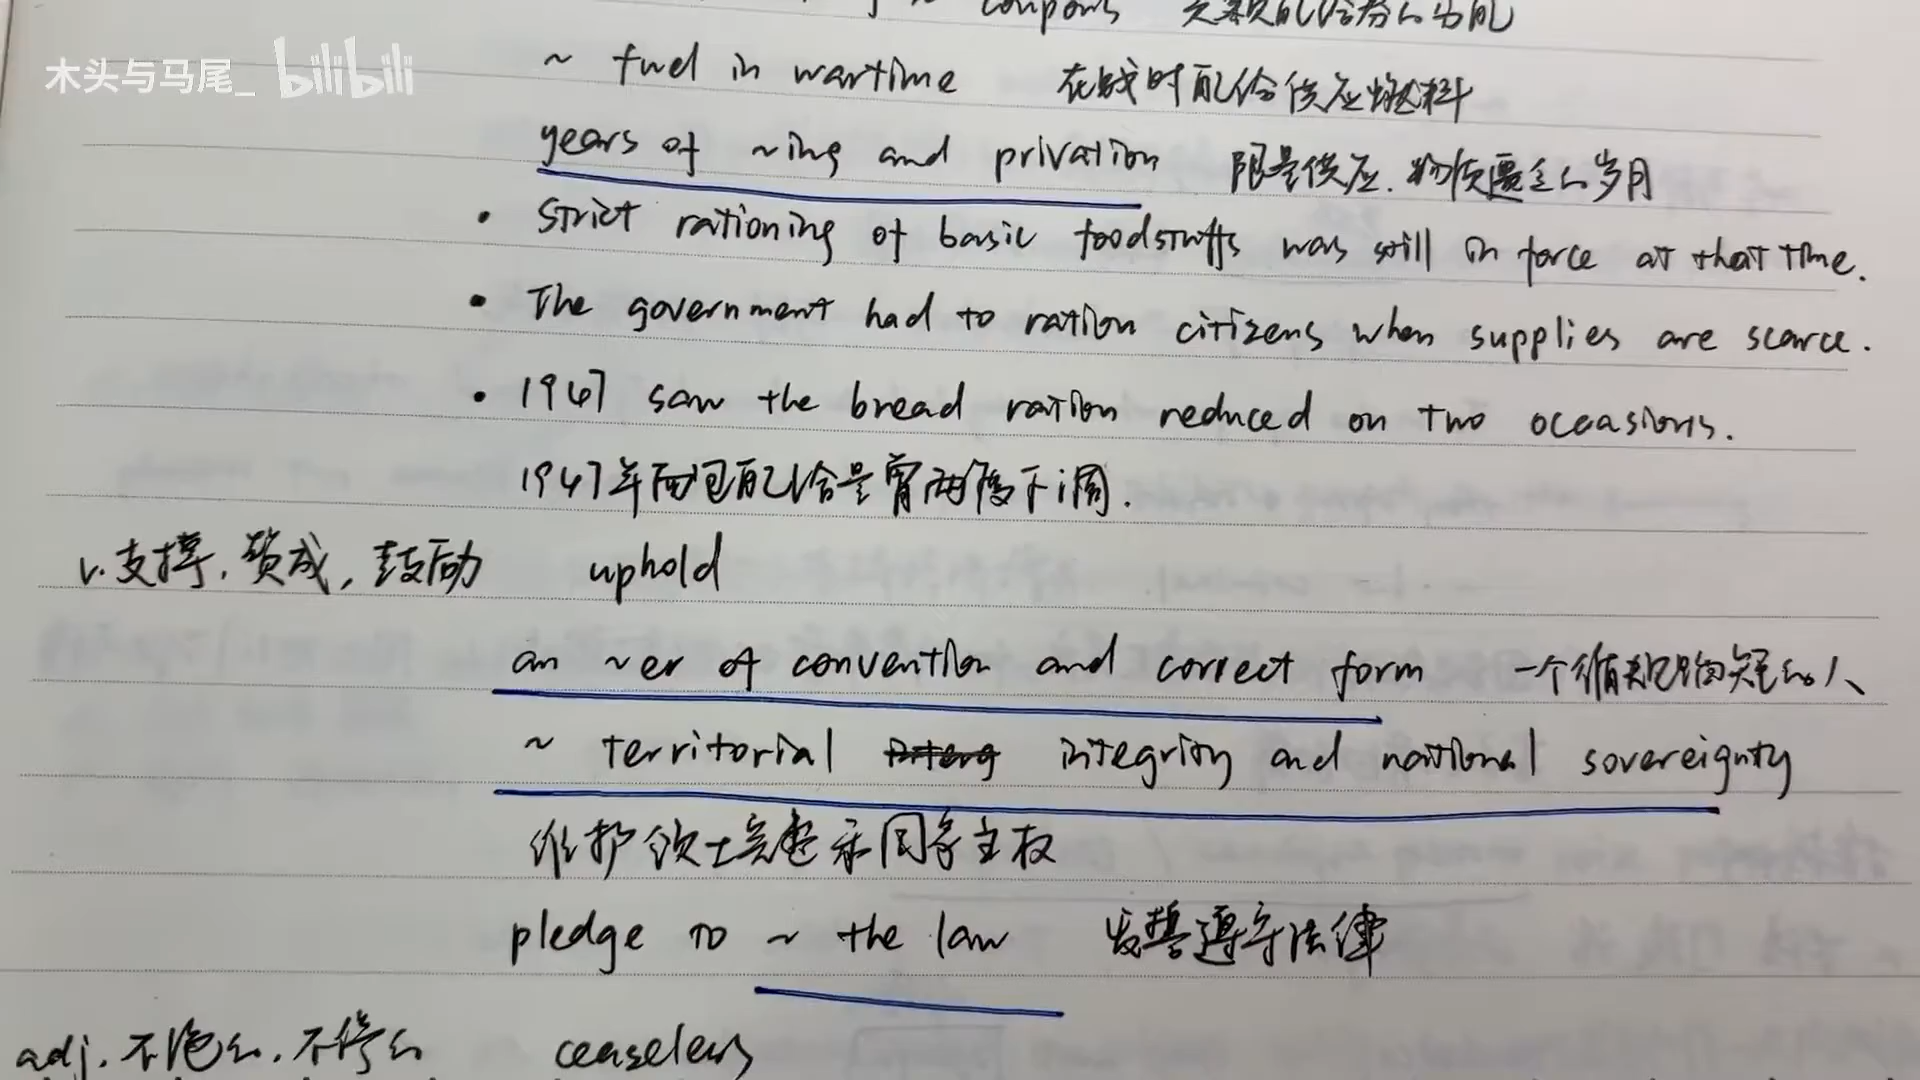 coupons
木头与马尾_ bilibili
~ fuel in wartime 在战时配给供应燃料
years of ~ing and privation 限量供应,物质匮乏的岁月
· Strict rationing of basic foodstuffs was still in force at that time.
· The government had to ration citizens when supplies are scarce.
· 1947 saw the bread ration reduced on two occasions.
1947年面包配给量曾两度下调.
v.支撑,赞成,鼓励 uphold
an ~er of convention and correct form 一个循规蹈矩的人
~ territorial integrity and national sovereignty
维护领土完整和国家主权
pledge to ~ the law 发誓遵守法律
adj.不绝的,不停的 ceaseless